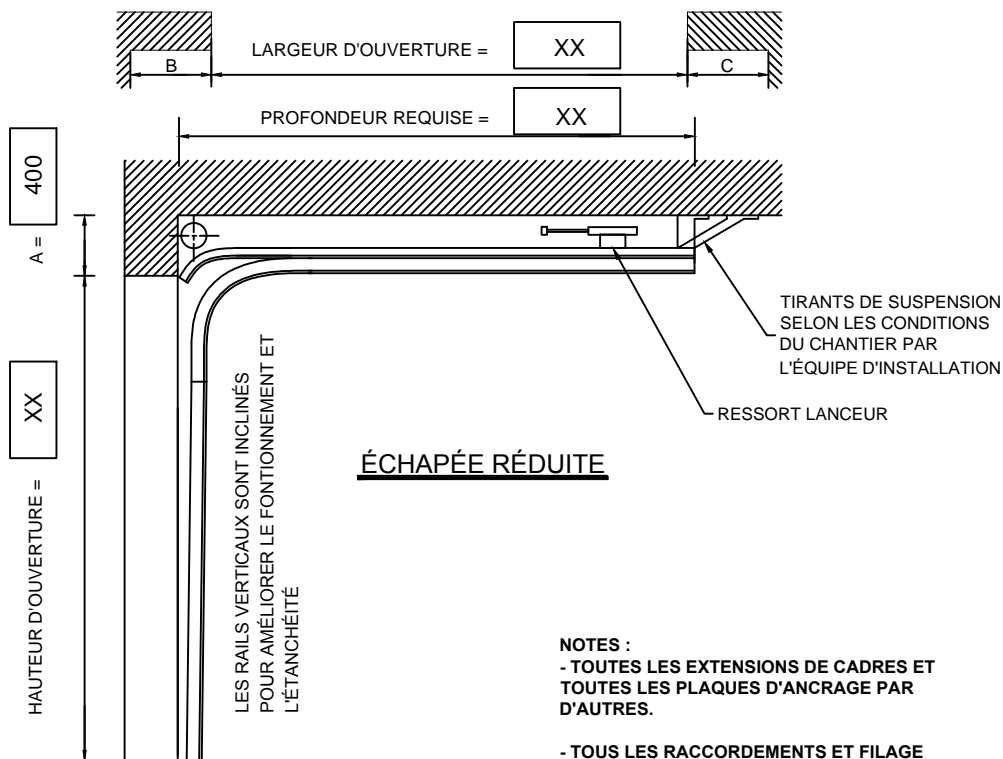 LARGEUR D'OUVERTURE = XX
B
C
PROFONDEUR REQUISE = XX
A = 400
HAUTEUR D'OUVERTURE = XX
TIRANTS DE SUSPENSION
SELON LES CONDITIONS
DU CHANTIER PAR
L'ÉQUIPE D'INSTALLATION
RESSORT LANCEUR
LES RAILS VERTICAUX SONT INCLINÉS
POUR AMÉLIORER LE FONTIONNEMENT ET
L'ÉTANCHÉITÉ
ÉCHAPÉE RÉDUITE
NOTES :
- TOUTES LES EXTENSIONS DE CADRES ET
TOUTES LES PLAQUES D'ANCRAGE PAR
D'AUTRES.
- TOUS LES RACCORDEMENTS ET FILAGE